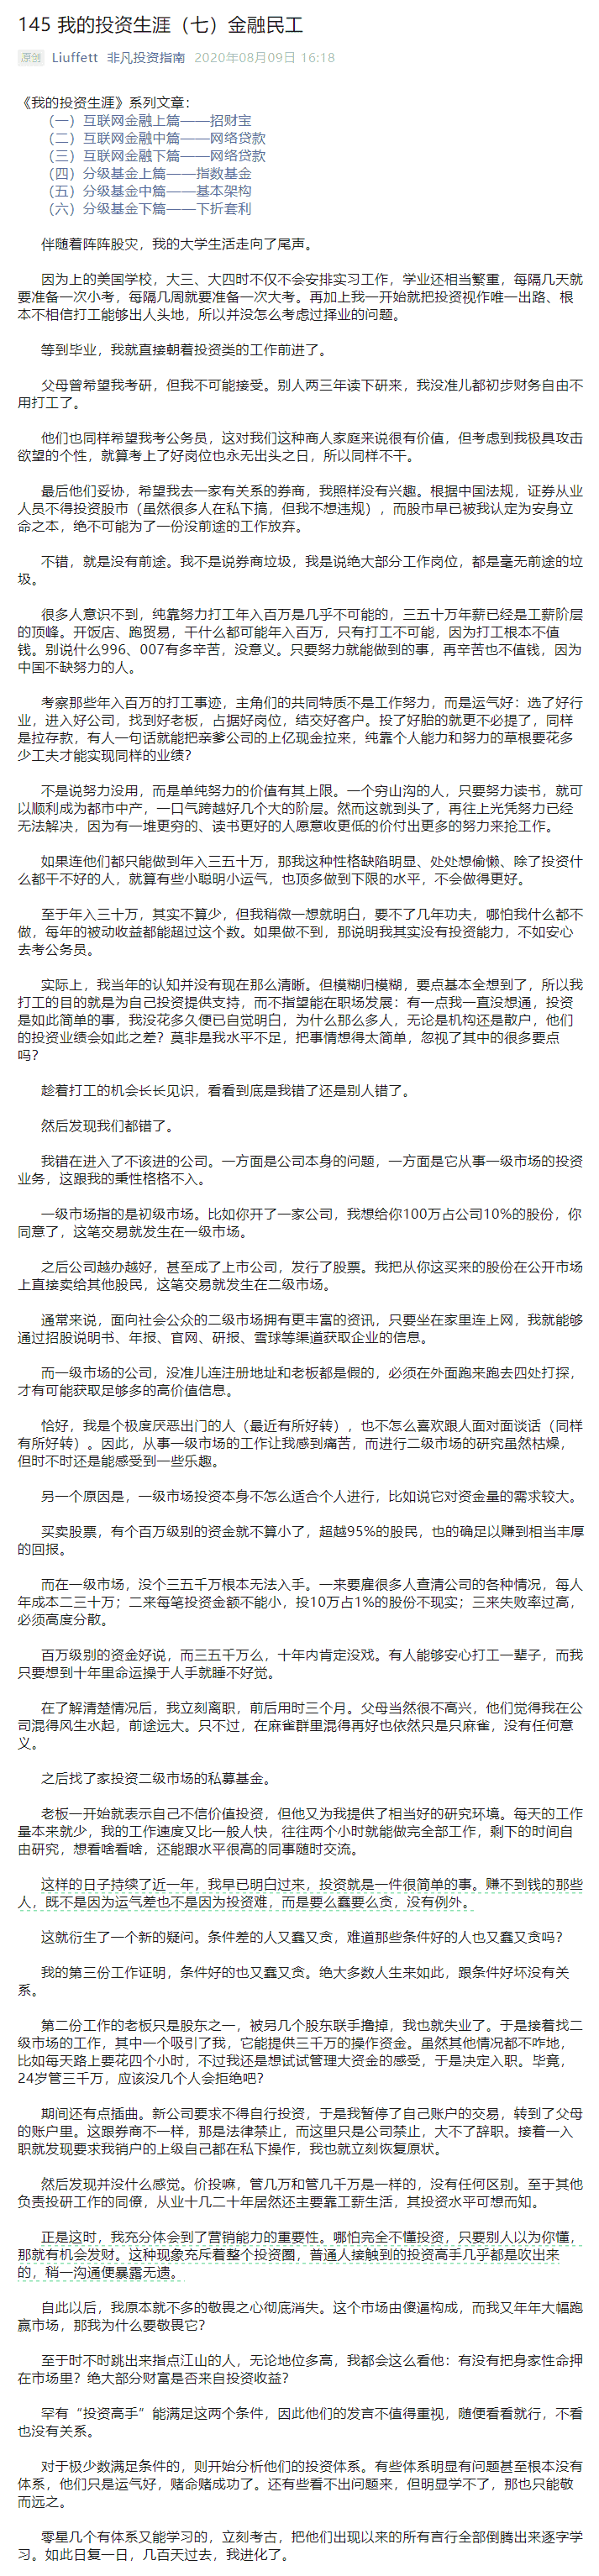 145 我的投资生涯（七）金融民工
原创 Liuffett 非凡投资指南 2020年08月09日 16:18
《我的投资生涯》系列文章：
（一）互联网金融上篇——招财宝
（二）互联网金融中篇——网络贷款
（三）互联网金融下篇——网络贷款
（四）分级基金上篇——指数基金
（五）分级基金中篇——基本架构
（六）分级基金下篇——下折套利
伴随着阵阵股灾，我的大学生活走向了尾声。
因为上的美国学校，大三、大四时不仅不会安排实习工作，学业还相当繁重，每隔几天就
要准备一次小考，每隔几周就要准备一次大考。再加上我一开始就把投资视作唯一出路、根
本不相信打工能够出人头地，所以并没怎么考虑过择业的问题。
等到毕业，我就直接朝着投资类的工作前进了。
父母曾希望我考研，但我不可能接受。别人两三年读下研来，我没准儿都初步财务自由不
用打工了。
他们也同样希望我考公务员，这对我们这种商人家庭来说很有价值，但考虑到我极具攻击
欲望的个性，就算考上了好岗位也永无出头之日，所以同样不干。
最后他们妥协，希望我去一家有关系的券商，我照样没有兴趣。根据中国法规，证券从业
人员不得投资股市（虽然很多人在私下搞，但我不想违规），而股市早已被我认定为安身立
命之本，绝不可能为了一份没前途的工作放弃。
不错，就是没有前途。我不是说券商垃圾，我是说绝大部分工作岗位，都是毫无前途的垃
圾。
很多人意识不到，纯靠努力打工年入百万是几乎不可能的，三五十万年薪已经是工薪阶层
的顶峰。开饭店、跑贸易，干什么都可能年入百万，只有打工不可能，因为打工根本不值
钱。别说什么996、007有多辛苦，没意义。只要努力就能做到的事，再辛苦也不值钱，因为
中国不缺努力的人。
考察那些年入百万的打工事迹，主角们的共同特质不是工作努力，而是运气好：选了好行
业，进入好公司，找到好老板，占据好岗位，结交好客户。投了好胎的就更不必提了，同样
是拉存款，有人一句话就能把亲爹公司的上亿现金拉来，纯靠个人能力和努力的草根要花多
少工夫才能实现同样的业绩？
不是说努力没用，而是单纯努力的价值有其上限。一个穷山沟的人，只要努力读书，就可
以顺利成为都市中产，一口气跨越好几个大的阶层。然而这就到头了，再往上光凭努力已经
无法解决，因为有一堆更穷的、读书更好的人愿意收更低的价付出更多的努力来抢工作。
如果连他们都只能做到年入三五十万，那我这种性格缺陷明显、处处想偷懒、除了投资什
么都干不好的人，就算有些小聪明小运气，也顶多做到下限的水平，不会做得更好。
至于年入三十万，其实不算少，但我稍微一想就明白，要不了几年功夫，哪怕我什么都不
做，每年的被动收益都能超过这个数。如果做不到，那说明我其实没有投资能力，不如安心
去考公务员。
实际上，我当年的认知并没有现在那么清晰。但模糊归模糊，要点基本全想到了，所以我
打工的目的就是为自己投资提供支持，而不指望能在职场发展：有一点我一直没想通，投资
是如此简单的事，我没花多久便已自觉明白，为什么那么多人，无论是机构还是散户，他们
的投资业绩会如此之差？莫非是我水平不足，把事情想得太简单，忽视了其中的很多要点
吗？
趁着打工的机会长长见识，看看到底是我错了还是别人错了。
然后发现我们都错了。
我错在进入了不该进的公司。一方面是公司本身的问题，一方面是它从事一级市场的投资
业务，这跟我的秉性格格不入。
一级市场指的是初级市场。比如你开了一家公司，我想给你100万占公司10%的股份，你
同意了，这笔交易就发生在一级市场。
之后公司越办越好，甚至成了上市公司，发行了股票。我把从你这买来的股份在公开市场
上直接卖给其他股民，这笔交易就发生在二级市场。
通常来说，面向社会公众的二级市场拥有更丰富的资讯，只要坐在家里连上网，我就能够
通过招股说明书、年报、官网、研报、雪球等渠道获取企业的信息。
而一级市场的公司，没准儿连注册地址和老板都是假的，必须在外面跑来跑去四处打探，
才有可能获取足够多的高价值信息。
恰好，我是个极度厌恶出门的人（最近有所好转），也不怎么喜欢跟人面对面谈话（同样
有所好转）。因此，从事一级市场的工作让我感到痛苦，而进行二级市场的研究虽然枯燥，
但时不时还是能感受到一些乐趣。
另一个原因是，一级市场投资本身不怎么适合个人进行，比如说它对资金量的需求较大。
买卖股票，有个百万级别的资金就不算小了，超越95%的股民，也的确足以赚到相当丰厚
的回报。
而在一级市场，没个三五千万根本无法入手。一来要雇很多人查清公司的各种情况，每人
年成本二三十万；二来每笔投资金额不能小，投10万占1%的股份不现实；三来失败率过高，
必须高度分散。
百万级别的资金好说，而三五千万么，十年内肯定没戏。有人能够安心打工一辈子，而我
只要想到十年里命运操于人手就睡不好觉。
在了解清楚情况后，我立刻离职，前后用时三个月。父母当然很不高兴，他们觉得我在公
司混得风生水起，前途远大。只不过，在麻雀群里混得再好也依然只是只麻雀，没有任何意
义。
之后找了家投资二级市场的私募基金。
老板一开始就表示自己不信价值投资，但他又为我提供了相当好的研究环境。每天的工作
量本来就少，我的工作速度又比一般人快，往往两个小时就能做完全部工作，剩下的时间自
由研究，想看啥看啥，还能跟水平很高的同事随时交流。
这样的日子持续了近一年，我早已明白过来，投资就是一件很简单的事。赚不到钱的那些
人，既不是因为运气差也不是因为投资难，而是要么蠢要么贪，没有例外。
这就衍生了一个新的疑问。条件差的人又蠢又贪，难道那些条件好的人也又蠢又贪吗？
我的第三份工作证明，条件好的也又蠢又贪。绝大多数人生来如此，跟条件好坏没有关
系。
第二份工作的老板只是股东之一，被另几个股东联手撸掉，我也就失业了。于是接着找二
级市场的工作，其中一个吸引了我，它能提供三千万的操作资金。虽然其他情况都不咋地，
比如每天路上要花四个小时，不过我还是想试试管理大资金的感受，于是决定入职。毕竟，
24岁管三千万，应该没几个人会拒绝吧？
期间还有点插曲。新公司要求不得自行投资，于是我暂停了自己账户的交易，转到了父母
的账户里。这跟券商不一样，那是法律禁止，而这里只是公司禁止，大不了辞职。接着一入
职就发现要求我销户的上级自己都在私下操作，我也就立刻恢复原状。
然后发现并没什么感觉。价投嘛，管几万和管几千万是一样的，没有任何区别。至于其他
负责投研工作的同僚，从业十几二十年居然还主要靠工薪生活，其投资水平可想而知。
正是这时，我充分体会到了营销能力的重要性。哪怕完全不懂投资，只要别人以为你懂，
那就有机会发财。这种现象充斥着整个投资圈，普通人接触到的投资高手几乎都是吹出来
的，稍一沟通便暴露无遗。
自此以后，我原本就不多的敬畏之心彻底消失。这个市场由傻逼构成，而我又年年大幅跑
赢市场，那我为什么要敬畏它？
至于时不时跳出来指点江山的人，无论地位多高，我都会这么看他：有没有把身家性命押
在市场里？绝大部分财富是否来自投资收益？
罕有“投资高手”能满足这两个条件，因此他们的发言不值得重视，随便看看就行，不看
也没有关系。
对于极少数满足条件的，则开始分析他们的投资体系。有些体系明显有问题甚至根本没有
体系，他们只是运气好，赌命赌成功了。还有些看不出问题来，但明显学不了，那也只能敬
而远之。
零星几个有体系又能学习的，立刻考古，把他们出现以来的所有言行全部倒腾出来逐字学
习。如此日复一日，几百天过去，我进化了。